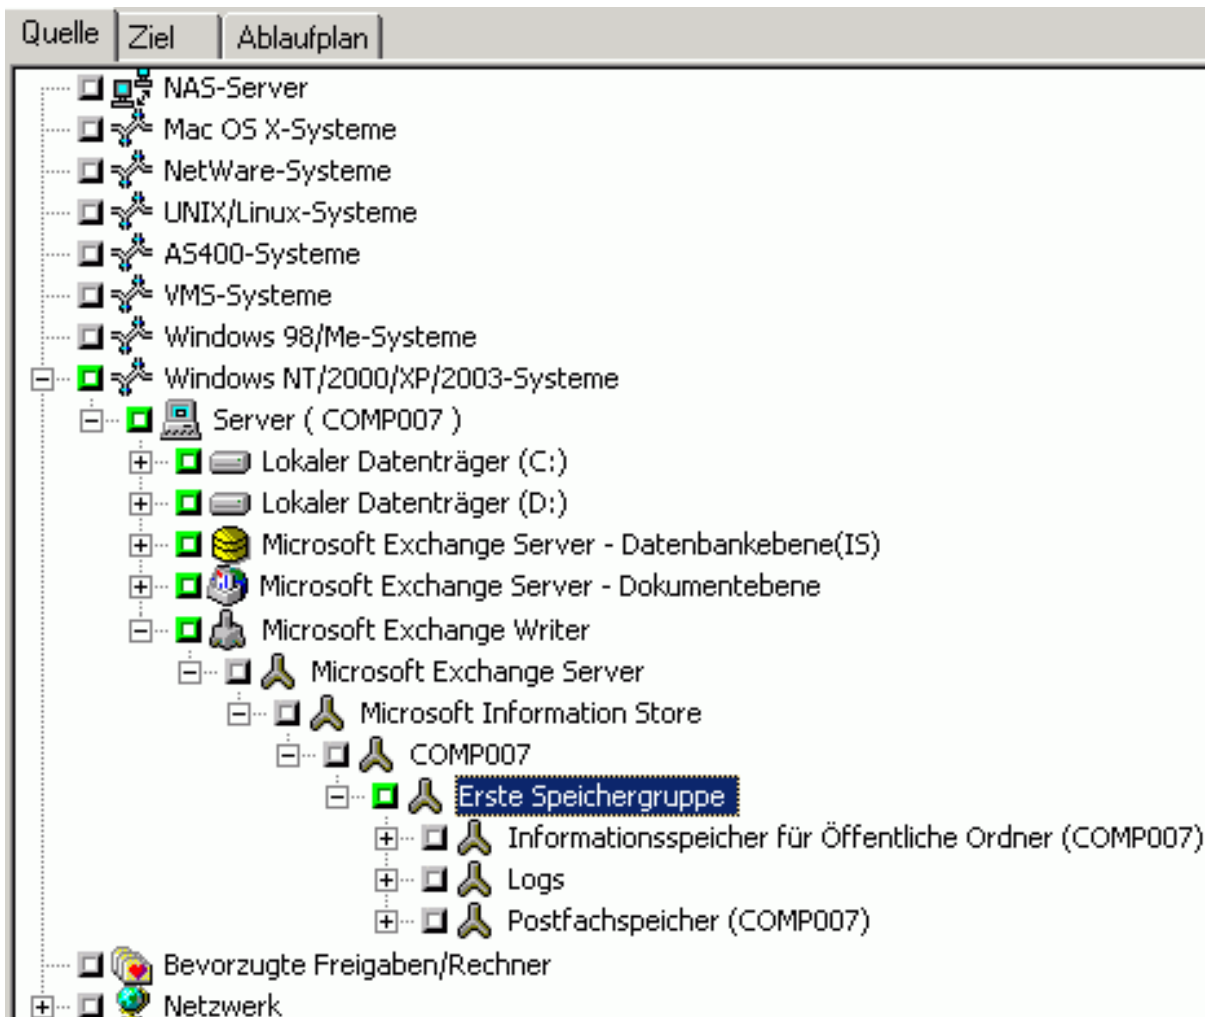 Quelle Ziel Ablaufplan
NAS-Server
Mac OS X-Systeme
NetWare-Systeme
UNIX/Linux-Systeme
AS400-Systeme
VMS-Systeme
Windows 98/Me-Systeme
Windows NT/2000/XP/2003-Systeme
Server ( COMP007 )
Lokaler Datenträger (C:)
Lokaler Datenträger (D:)
Microsoft Exchange Server - Datenbankebene(IS)
Microsoft Exchange Server - Dokumentebene
Microsoft Exchange Writer
Microsoft Exchange Server
Microsoft Information Store
COMP007
Erste Speichergruppe
Informationsspeicher für Öffentliche Ordner (COMP007)
Logs
Postfachspeicher (COMP007)
Bevorzugte Freigaben/Rechner
Netzwerk